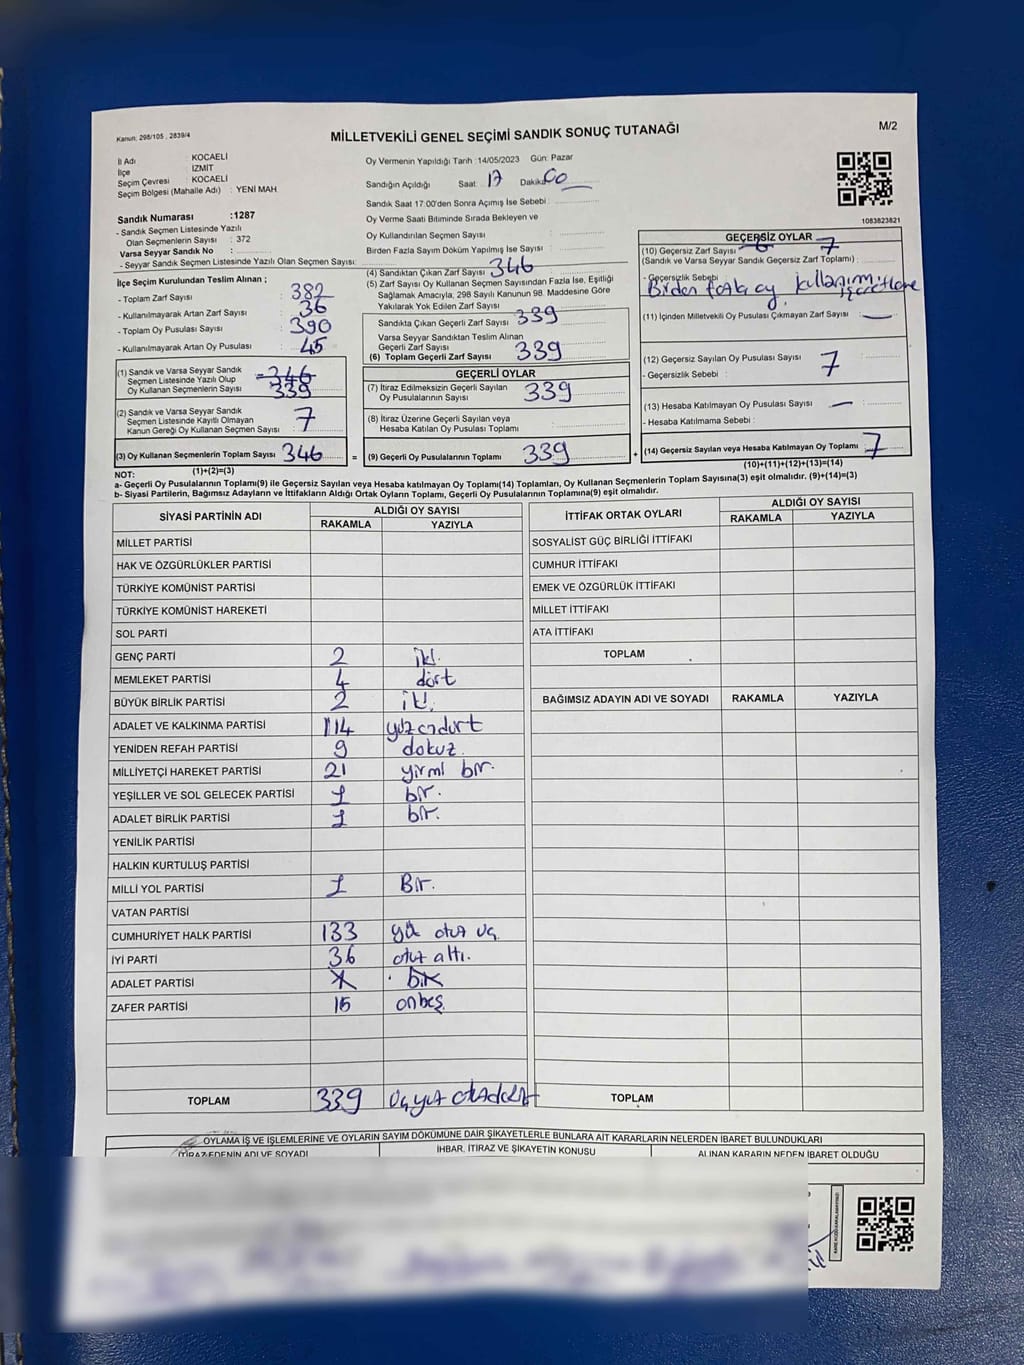 Kanun: 298/105 , 2839/4
MİLLETVEKİLİ GENEL SEÇİMİ SANDIK SONUÇ TUTANAĞI
M/2
İl Adı : KOCAELİ
İlçe : İZMİT
Seçim Çevresi : KOCAELİ
Seçim Bölgesi (Mahalle Adı) : YENİ MAH
Sandık Numarası :1287
- Sandık Seçmen Listesinde Yazılı
Olan Seçmenlerin Sayısı : 372
Varsa Seyyar Sandık No :
- Seyyar Sandık Seçmen Listesinde Yazılı Olan Seçmen Sayısı:
İlçe Seçim Kurulundan Teslim Alınan ;
- Toplam Zarf Sayısı : 382
- Kullanılmayarak Artan Zarf Sayısı : 36
- Toplam Oy Pusulası Sayısı : 390
- Kullanılmayarak Artan Oy Pusulası : 45
(1) Sandık ve Varsa Seyyar Sandık
Seçmen Listesinde Yazılı Olup
Oy Kullanan Seçmenlerin Sayısı
346
339
(2) Sandık ve Varsa Seyyar Sandık
Seçmen Listesinde Kayıtlı Olmayan
Kanun Gereği Oy Kullanan Seçmen Sayısı 7
(3) Oy Kullanan Seçmenlerin Toplam Sayısı 346 =
(1)+(2)=(3)
Oy Vermenin Yapıldığı Tarih :14/05/2023 Gün: Pazar
Sandığın Açıldığı Saat : 17 Dakika: 00
Sandık Saat 17:00'den Sonra Açımış İse Sebebi :
Oy Verme Saati Bitiminde Sırada Bekleyen ve
Oy Kullandırılan Seçmen Sayısı :
Birden Fazla Sayım Döküm Yapılmış İse Sayısı :
(4) Sandıktan Çıkan Zarf Sayısı : 346
(5) Zarf Sayısı Oy Kullanan Seçmen Sayısından Fazla İse, Eşitliği
Sağlamak Amacıyla, 298 Sayılı Kanunun 98. Maddesine Göre
Yakılarak Yok Edilen Zarf Sayısı :
Sandıkta Çıkan Geçerli Zarf Sayısı : 339
Varsa Seyyar Sandıktan Teslim Alınan
Geçerli Zarf Sayısı
(6) Toplam Geçerli Zarf Sayısı : 339
GEÇERLİ OYLAR
(7) İtiraz Edilmeksizin Geçerli Sayılan
Oy Pusulasının Sayısı : 339
(8) İtiraz Üzerine Geçerli Sayılan veya
Hesaba Katılan Oy Pusulası Toplamı :
(9) Geçerli Oy Pusulalarının Toplamı : 339 +
1083823821
GEÇERSİZ OYLAR
(10) Geçersiz Zarf Sayısı : 7
(Sandık ve Varsa Seyyar Sandık Geçersiz Zarf Toplamı)
- Geçersizlik Sebebi :
Birden fazla oy kullanım
(11) İçinden Milletvekili Oy Pusulası Çıkmayan Zarf Sayısı : —
(12) Geçersiz Sayılan Oy Pusulası Sayısı : 7
- Geçersizlik Sebebi :
(13) Hesaba Katılmayan Oy Pusulası Sayısı : —
- Hesaba Katılmama Sebebi :
(14) Geçersiz Sayılan veya Hesaba Katılmayan Oy Toplamı : 7
(10)+(11)+(12)+(13)=(14)
NOT:
a- Geçerli Oy Pusulalarının Toplamı(9) ile Geçersiz Sayılan veya Hesaba Katılmayan Oy Toplamı(14) Toplamları, Oy Kullanan Seçmenlerin Toplam Sayısına(3) eşit olmalıdır. (9)+(14)=(3)
b- Siyasi Partilerin, Bağımsız Adayların ve İttifakların Aldığı Ortak Oyların Toplamı, Geçerli Oy Pusulalarının Toplamına(9) eşit olmalıdır.
SİYASİ PARTİNİN ADI ALDIĞI OY SAYISI
RAKAMLA YAZIYLA
MİLLET PARTİSİ
HAK VE ÖZGÜRLÜKLER PARTİSİ
TÜRKİYE KOMÜNİST PARTİSİ
TÜRKİYE KOMÜNİST HAREKETİ
SOL PARTİ
GENÇ PARTİ 2 iki.
MEMLEKET PARTİSİ 4 dört
BÜYÜK BİRLİK PARTİSİ 2 iki.
ADALET VE KALKINMA PARTİSİ 114 yüzondört
YENİDEN REFAH PARTİSİ 9 dokuz.
MİLLİYETÇİ HAREKET PARTİSİ 21 yirmi bir.
YEŞİLLER VE SOL GELECEK PARTİSİ 1 bir.
ADALET BİRLİK PARTİSİ 1 bir.
YENİLİK PARTİSİ
HALKIN KURTULUŞ PARTİSİ
MİLLİ YOL PARTİSİ 1 Bir.
VATAN PARTİSİ
CUMHURİYET HALK PARTİSİ 133 yüz otuz üç.
İYİ PARTİ 36 otuz altı.
ADALET PARTİSİ
ZAFER PARTİSİ 15 onbeş.
TOPLAM 339 üçyüz otuzdokuz
İTTİFAK ORTAK OYLARI ALDIĞI OY SAYISI
RAKAMLA YAZIYLA
SOSYALİST GÜÇ BİRLİĞİ İTTİFAKI
CUMHUR İTTİFAKI
EMEK VE ÖZGÜRLÜK İTTİFAKI
MİLLET İTTİFAKI
ATA İTTİFAKI
TOPLAM
BAĞIMSIZ ADAYIN ADI VE SOYADI RAKAMLA YAZIYLA
TOPLAM
OYLAMA İŞ VE İŞLEMLERİNE VE OYLARIN SAYIM DÖKÜMÜNE DAİR ŞİKAYETLERLE BUNLARA AİT KARARLARIN NELERDEN İBARET BULUNDUKLARI
İTİRAZ EDENİN ADI VE SOYADI İHBAR, İTİRAZ VE ŞİKAYETİN KONUSU ALINAN KARARIN NEDEN İBARET OLDUĞU